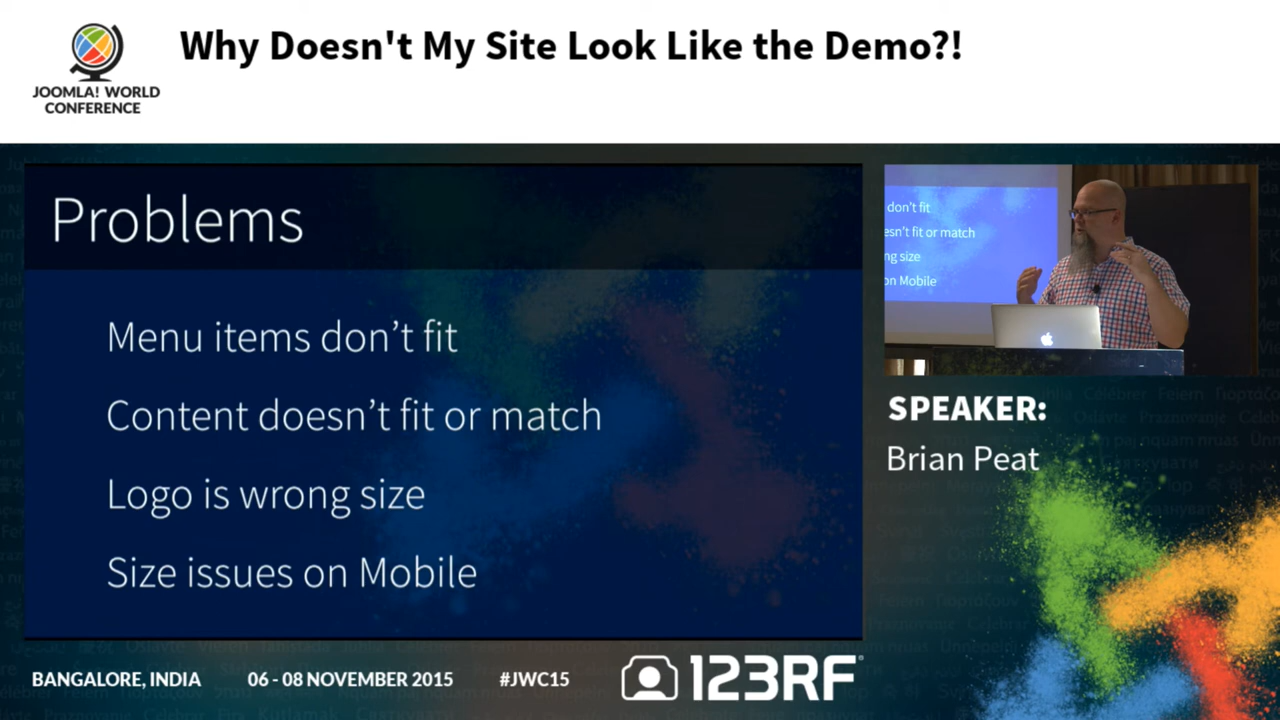 JOOMLA! WORLD
CONFERENCE
Why Doesn't My Site Look Like the Demo?!
Problems
Menu items don’t fit
Content doesn’t fit or match
Logo is wrong size
Size issues on Mobile
don’t fit
esn’t fit or match
ng size
on Mobile
SPEAKER:
Brian Peat
BANGALORE, INDIA
06 - 08 NOVEMBER 2015
#JWC15
123RF